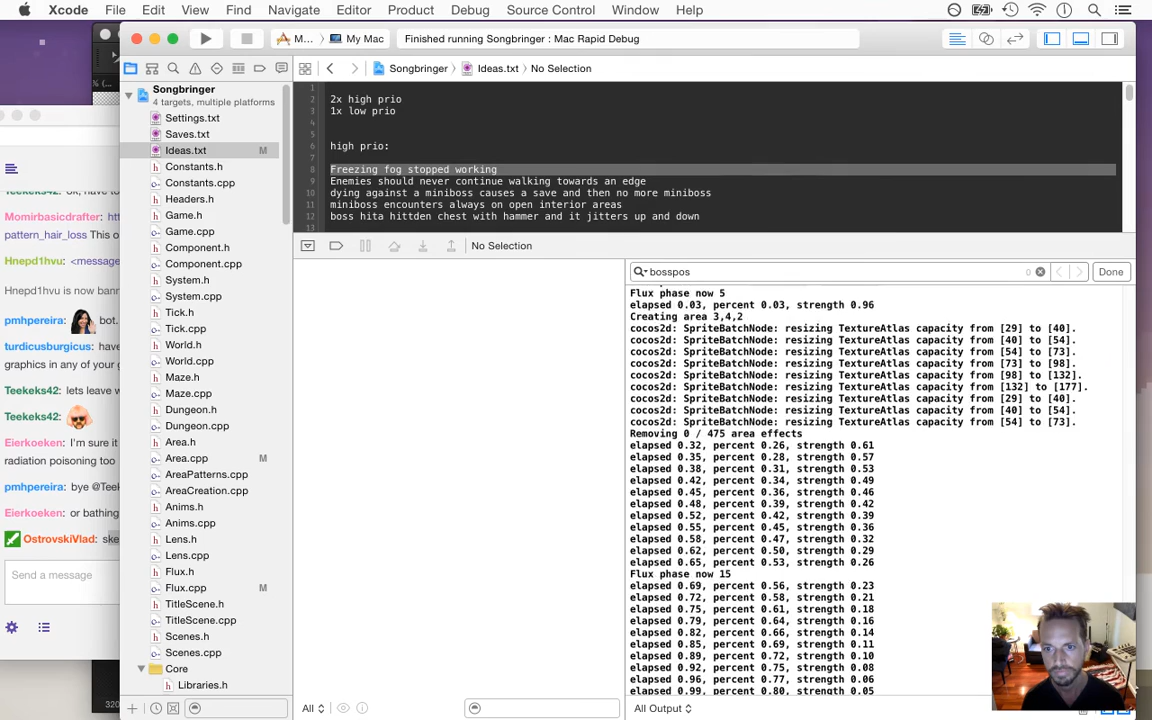 Xcode File Edit View Find Navigate Editor Product Debug Source Control Window Help
M... My Mac Finished running Songbringer : Mac Rapid Debug
Songbringer Ideas.txt No Selection
Songbringer
4 targets, multiple platforms
Settings.txt
Saves.txt
Ideas.txt M
Constants.h
Constants.cpp
Headers.h
Game.h
Game.cpp
Component.h
Component.cpp
System.h
System.cpp
Tick.h
Tick.cpp
World.h
World.cpp
Maze.h
Maze.cpp
Dungeon.h
Dungeon.cpp
Area.h
Area.cpp M
AreaPatterns.cpp
AreaCreation.cpp
Anims.h
Anims.cpp
Lens.h
Lens.cpp
Flux.h
Flux.cpp M
TitleScene.h
TitleScene.cpp
Scenes.h
Scenes.cpp
Core
Libraries.h
1
2 2x high prio
3 1x low prio
4
5
6 high prio:
7
8 Freezing fog stopped working
9 Enemies should never continue walking towards an edge
10 dying against a miniboss causes a save and then no more miniboss
11 miniboss encounters always on open interior areas
12 boss hita hittden chest with hammer and it jitters up and down
13
No Selection
bosspos 0 Done
Flux phase now 5
elapsed 0.03, percent 0.03, strength 0.96
Creating area 3,4,2
cocos2d: SpriteBatchNode: resizing TextureAtlas capacity from [29] to [40].
cocos2d: SpriteBatchNode: resizing TextureAtlas capacity from [40] to [54].
cocos2d: SpriteBatchNode: resizing TextureAtlas capacity from [54] to [73].
cocos2d: SpriteBatchNode: resizing TextureAtlas capacity from [73] to [98].
cocos2d: SpriteBatchNode: resizing TextureAtlas capacity from [98] to [132].
cocos2d: SpriteBatchNode: resizing TextureAtlas capacity from [132] to [177].
cocos2d: SpriteBatchNode: resizing TextureAtlas capacity from [29] to [40].
cocos2d: SpriteBatchNode: resizing TextureAtlas capacity from [40] to [54].
cocos2d: SpriteBatchNode: resizing TextureAtlas capacity from [54] to [73].
Removing 0 / 475 area effects
elapsed 0.32, percent 0.26, strength 0.61
elapsed 0.35, percent 0.28, strength 0.57
elapsed 0.38, percent 0.31, strength 0.53
elapsed 0.42, percent 0.34, strength 0.49
elapsed 0.45, percent 0.36, strength 0.46
elapsed 0.48, percent 0.39, strength 0.42
elapsed 0.52, percent 0.42, strength 0.39
elapsed 0.55, percent 0.45, strength 0.36
elapsed 0.58, percent 0.47, strength 0.32
elapsed 0.62, percent 0.50, strength 0.29
elapsed 0.65, percent 0.53, strength 0.26
Flux phase now 15
elapsed 0.69, percent 0.56, strength 0.23
elapsed 0.72, percent 0.58, strength 0.21
elapsed 0.75, percent 0.61, strength 0.18
elapsed 0.79, percent 0.64, strength 0.16
elapsed 0.82, percent 0.66, strength 0.14
elapsed 0.85, percent 0.69, strength 0.11
elapsed 0.89, percent 0.72, strength 0.10
elapsed 0.92, percent 0.75, strength 0.08
elapsed 0.96, percent 0.77, strength 0.06
elapsed 0.99, percent 0.80, strength 0.05
All All Output
Momirbasicdrafter:
pattern_hair_loss This o
Hnepd1hvu: <message
Hnepd1hvu is now ban
pmhpereira: bot.
turdicusburgicus: have
graphics in any of your
Teekeks42: lets leave
Teekeks42:
Eierkoeken: I'm sure it
radiation poisoning too
pmhpereira: bye @Tee
Eierkoeken: or bathing
OstrovskiVlad: ske
Send a message
320